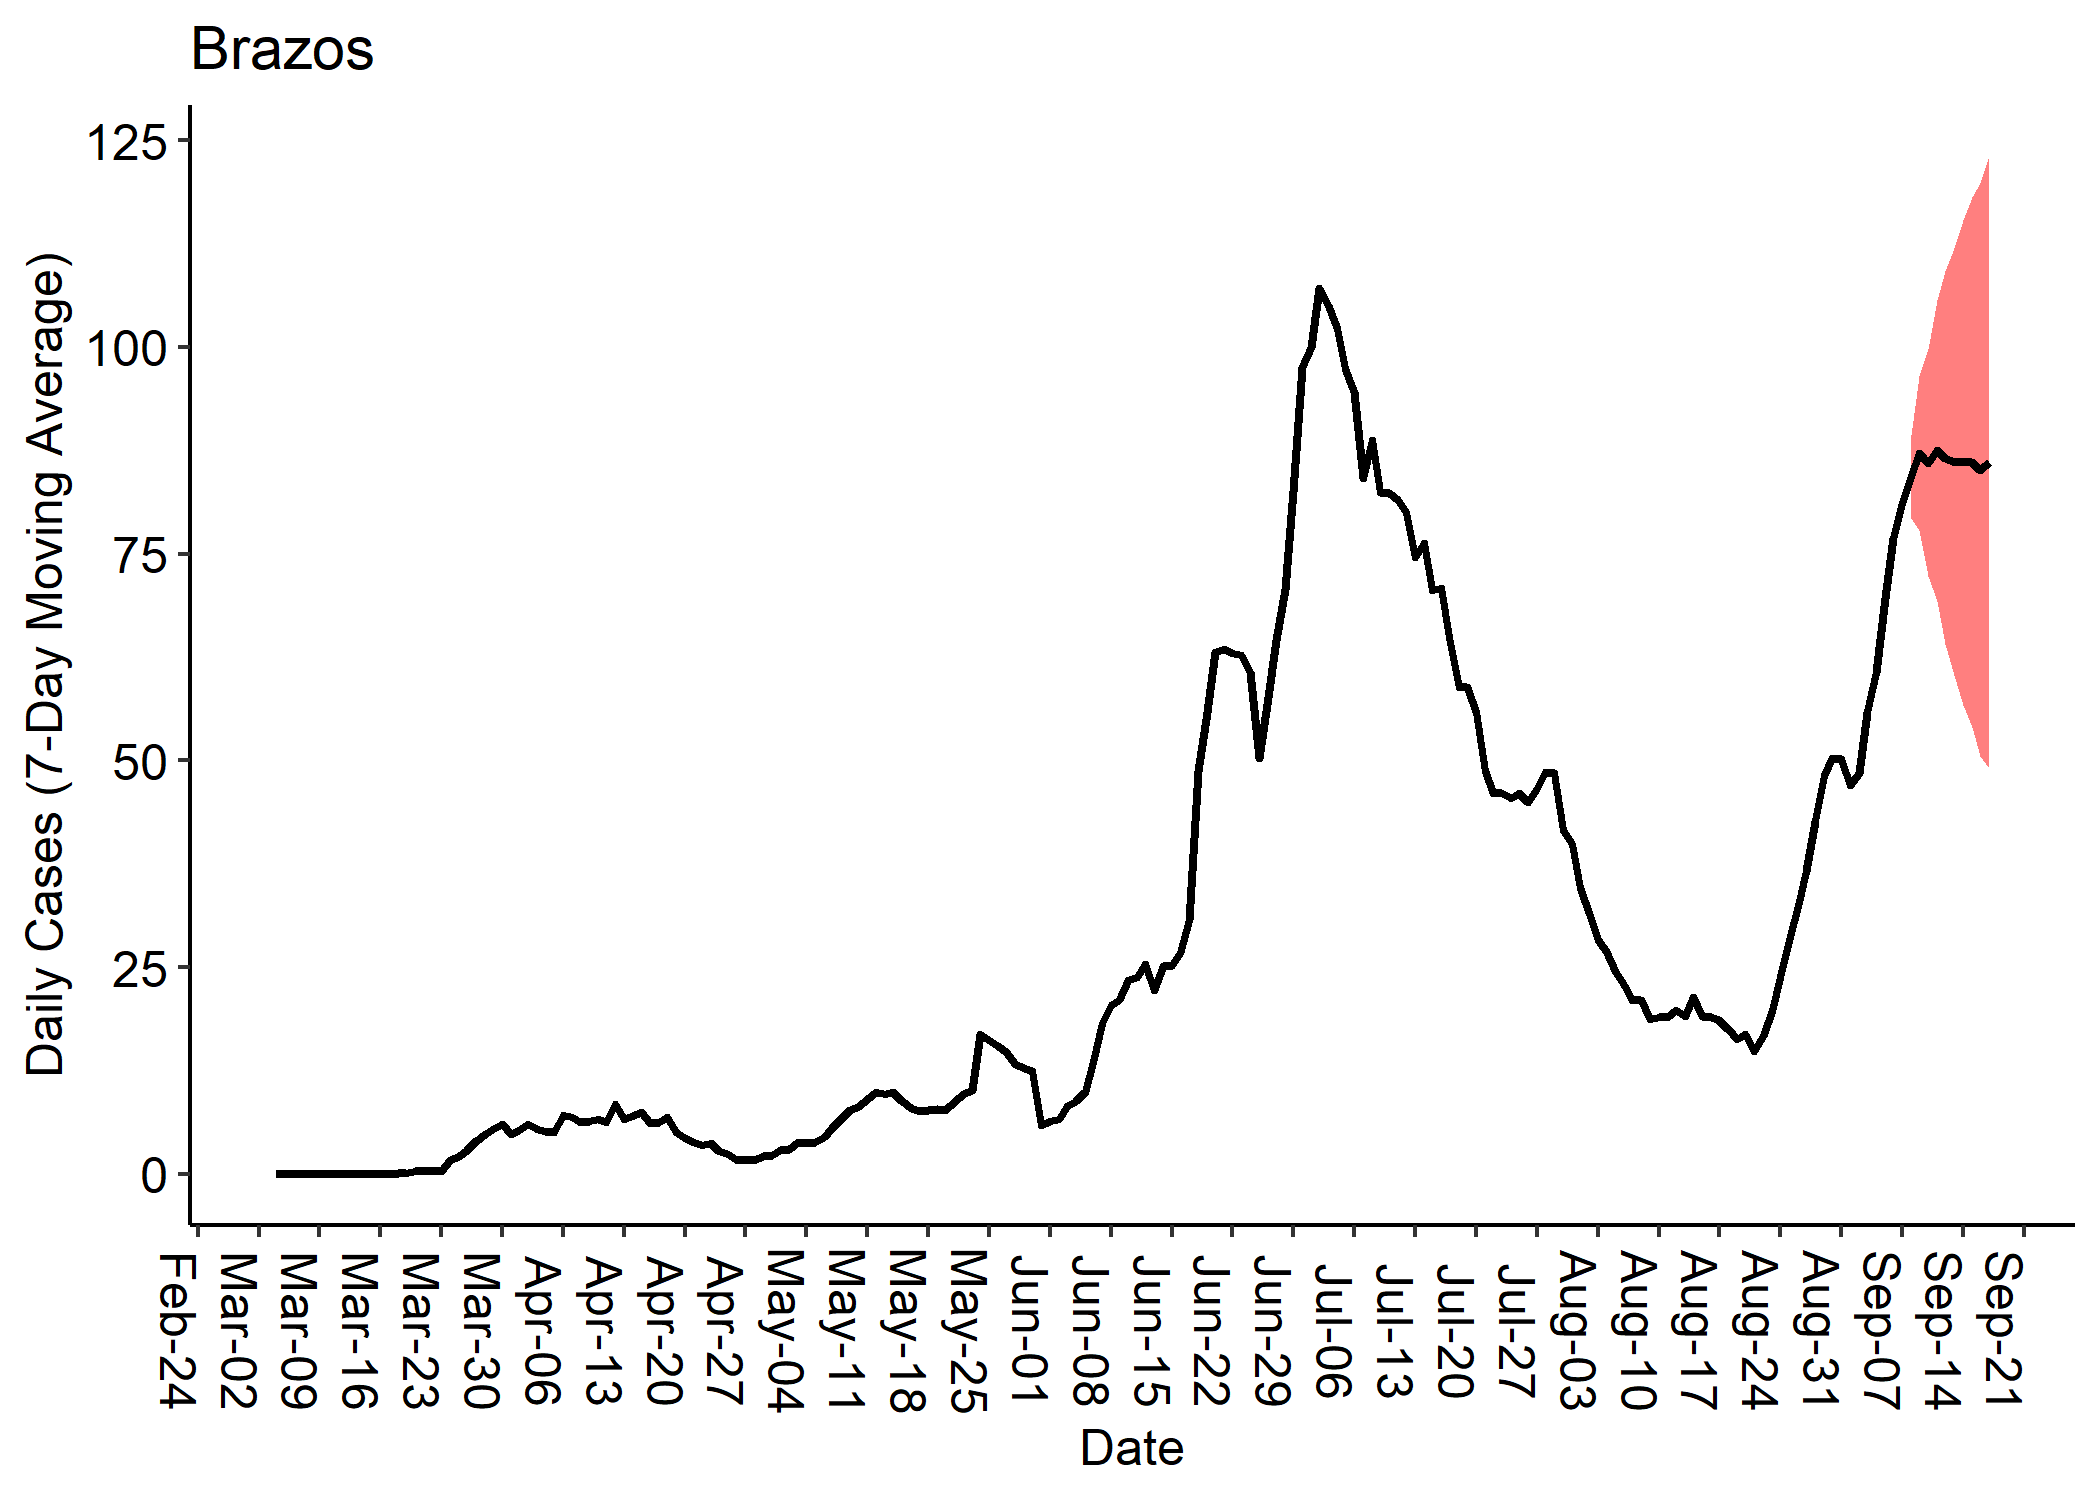 Brazos
Daily Cases (7-Day Moving Average)
125
100
75
50
25
0
Feb-24
Mar-02
Mar-09
Mar-16
Mar-23
Mar-30
Apr-06
Apr-13
Apr-20
Apr-27
May-04
May-11
May-18
May-25
Jun-01
Jun-08
Jun-15
Jun-22
Jun-29
Jul-06
Jul-13
Jul-20
Jul-27
Aug-03
Aug-10
Aug-17
Aug-24
Aug-31
Sep-07
Sep-14
Sep-21
Date